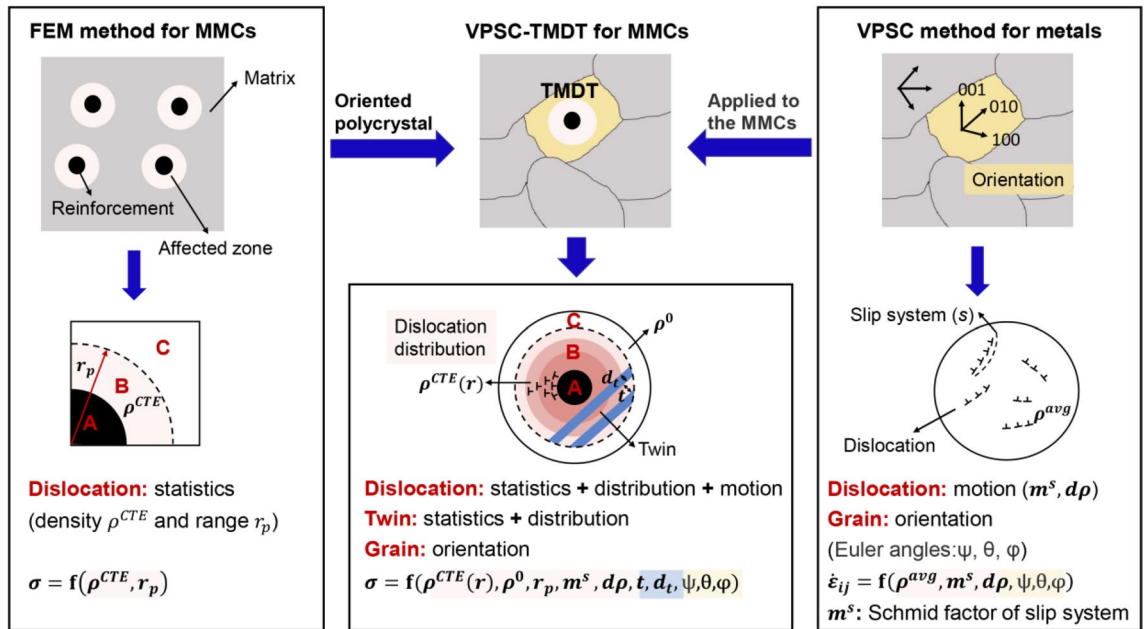 FEM method for MMCs
Matrix
Reinforcement
Affected zone
C
r_p
B
ρ^{CTE}
A
Dislocation: statistics
(density ρ^{CTE} and range r_p)
σ = f(ρ^{CTE}, r_p)
Oriented
polycrystal
VPSC-TMDT for MMCs
TMDT
Applied to
the MMCs
Dislocation
distribution
C
ρ^0
B
d_t
ρ^{CTE}(r)
A
t
Twin
Dislocation: statistics + distribution + motion
Twin: statistics + distribution
Grain: orientation
σ = f(ρ^{CTE}(r), ρ^0, r_p, m^s, dρ, t, d_t, ψ,θ,φ)
VPSC method for metals
001
010
100
Orientation
Slip system (s)
ρ^{avg}
Dislocation
Dislocation: motion (m^s, dρ)
Grain: orientation
(Euler angles:ψ, θ, φ)
ε̇_{ij} = f(ρ^{avg}, m^s, dρ, ψ,θ,φ)
m^s: Schmid factor of slip system